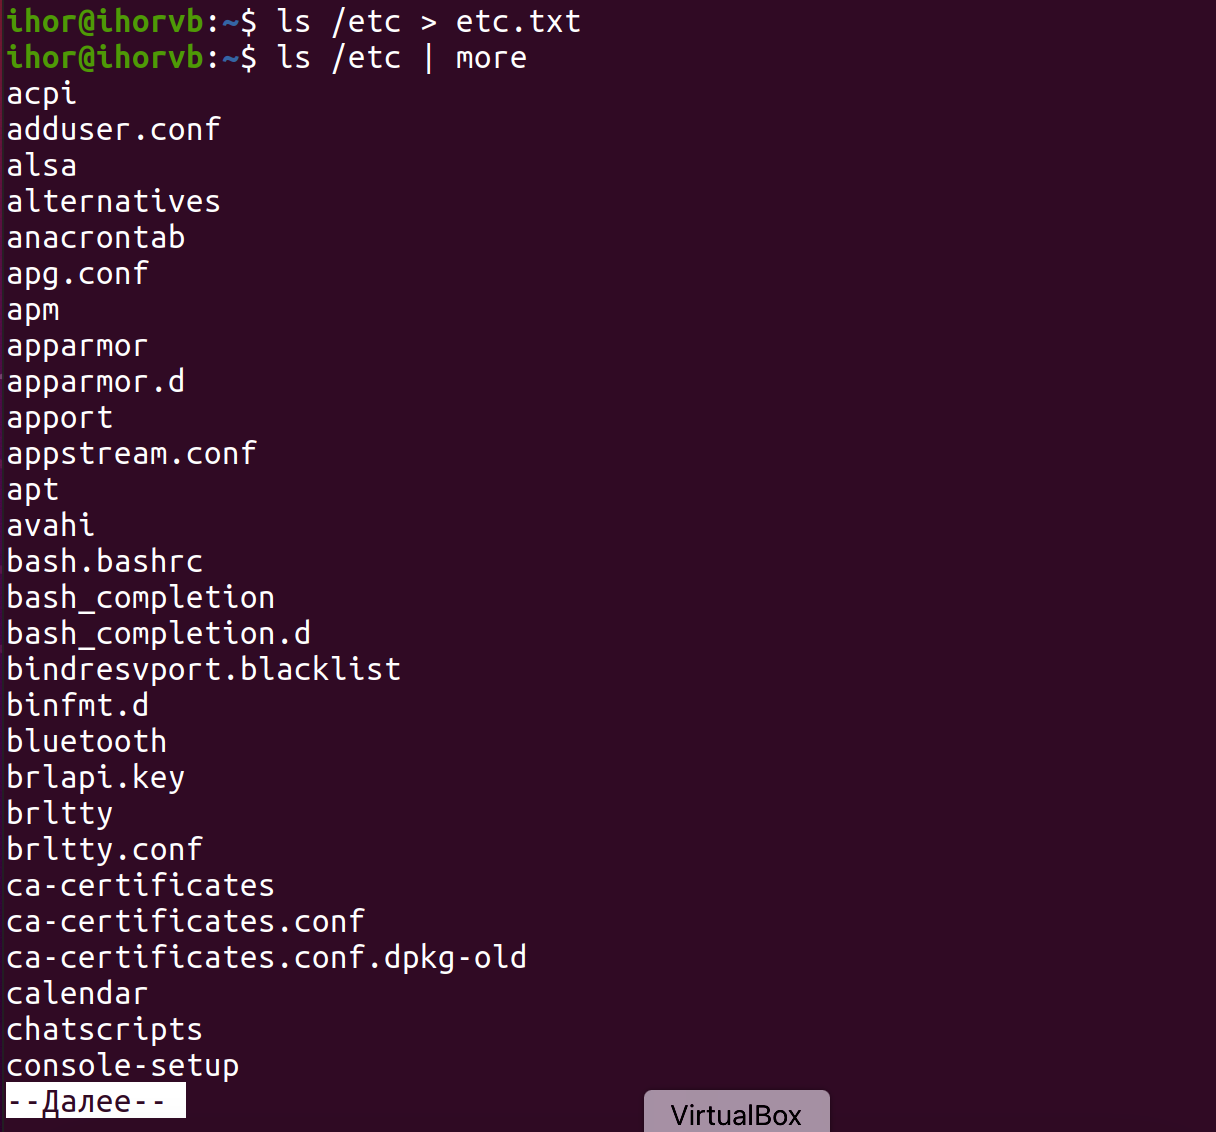 ihor@ihorvb:~$ ls /etc > etc.txt
ihor@ihorvb:~$ ls /etc | more
acpi
adduser.conf
alsa
alternatives
anacrontab
apg.conf
apm
apparmor
apparmor.d
apport
appstream.conf
apt
avahi
bash.bashrc
bash_completion
bash_completion.d
bindresvport.blacklist
binfmt.d
bluetooth
brlapi.key
brltty
brltty.conf
ca-certificates
ca-certificates.conf
ca-certificates.conf.dpkg-old
calendar
chatscripts
console-setup
--Далее--
VirtualBox